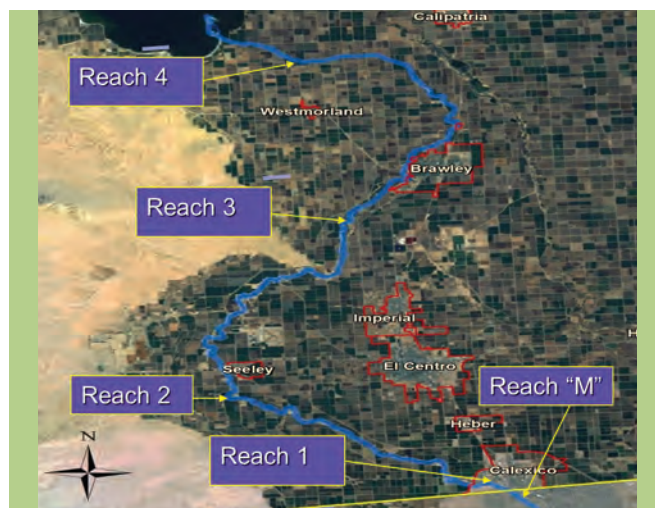 Calipatria
Reach 4
Westmorland
Brawley
Reach 3
Imperial
Seeley
El Centro
Reach 2
Reach "M"
Heber
N
Reach 1
Calexico
H